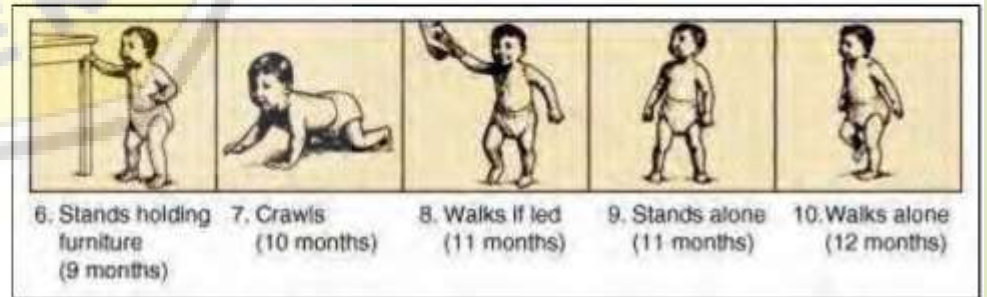 6. Stands holding
furniture
(9 months)
7. Crawls
(10 months)
8. Walks if led
(11 months)
9. Stands alone
(11 months)
10. Walks alone
(12 months)